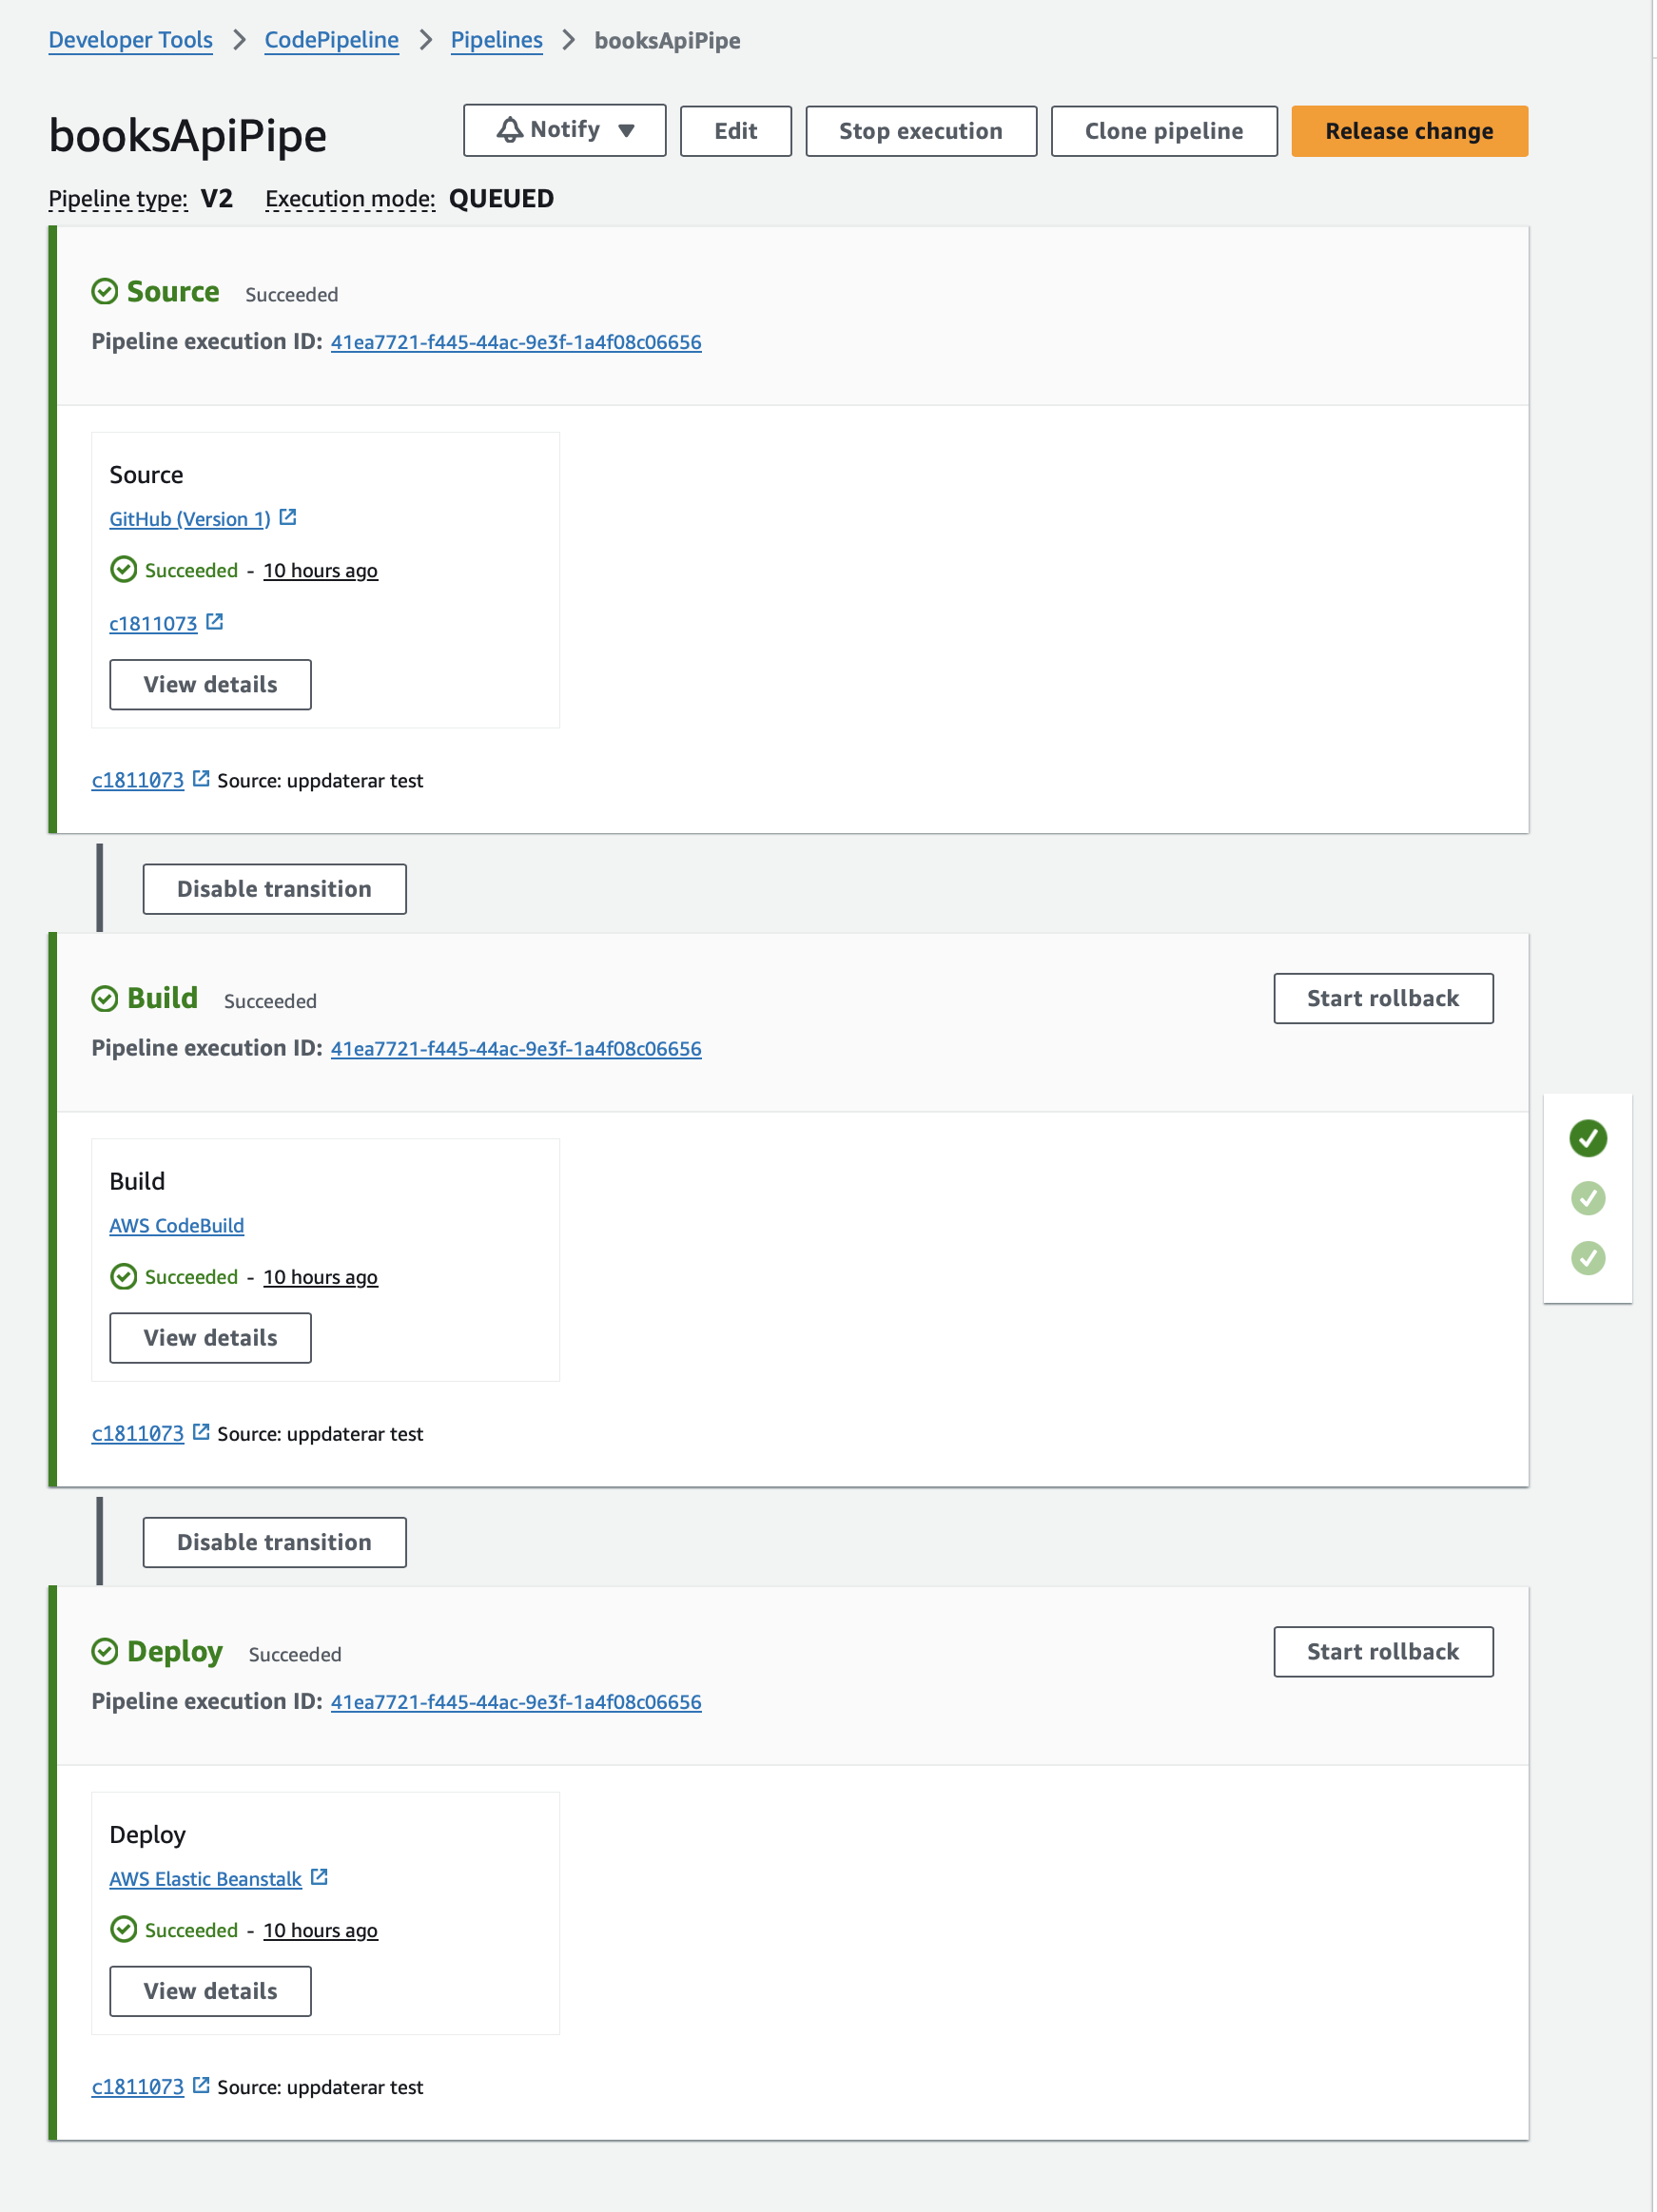 Developer Tools > CodePipeline > Pipelines > booksApiPipe
booksApiPipe
Notify
Edit
Stop execution
Clone pipeline
Release change
Pipeline type: V2 Execution mode: QUEUED
Source Succeeded
Pipeline execution ID: 41ea7721-f445-44ac-9e3f-1a4f08c06656
Source
GitHub (Version 1)
Succeeded - 10 hours ago
c1811073
View details
c1811073 Source: uppdaterar test
Disable transition
Build Succeeded
Start rollback
Pipeline execution ID: 41ea7721-f445-44ac-9e3f-1a4f08c06656
Build
AWS CodeBuild
Succeeded - 10 hours ago
View details
c1811073 Source: uppdaterar test
Disable transition
Deploy Succeeded
Start rollback
Pipeline execution ID: 41ea7721-f445-44ac-9e3f-1a4f08c06656
Deploy
AWS Elastic Beanstalk
Succeeded - 10 hours ago
View details
c1811073 Source: uppdaterar test